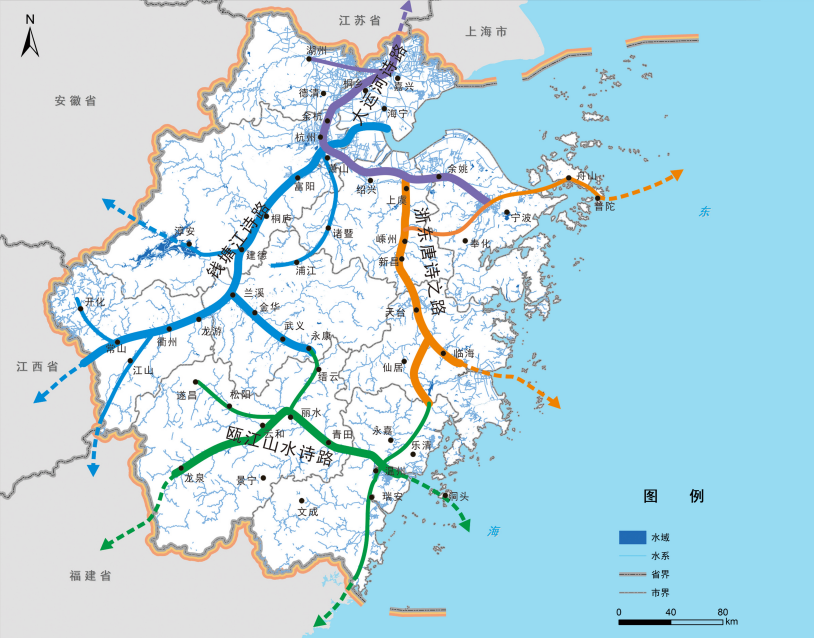 N
江苏省
上海市
安徽省
湖州
桐乡
嘉兴
德清
大运河诗路
海宁
余杭
杭州
萧山
富阳
绍兴
余姚
上虞
舟山
普陀
东
宁波
桐庐
钱塘江诗路
诸暨
浙东唐诗之路
嵊州
奉化
淳安
建德
浦江
新昌
兰溪
开化
金华
天台
龙游
武义
衢州
永康
常山
江山
临海
仙居
江西省
缙云
遂昌
松阳
丽水
云和
青田
永嘉
乐清
瓯江山水诗路
龙泉
温州
景宁
瑞安
洞头
文成
海
福建省
图 例
水域
水系
省界
市界
0 40 80
km